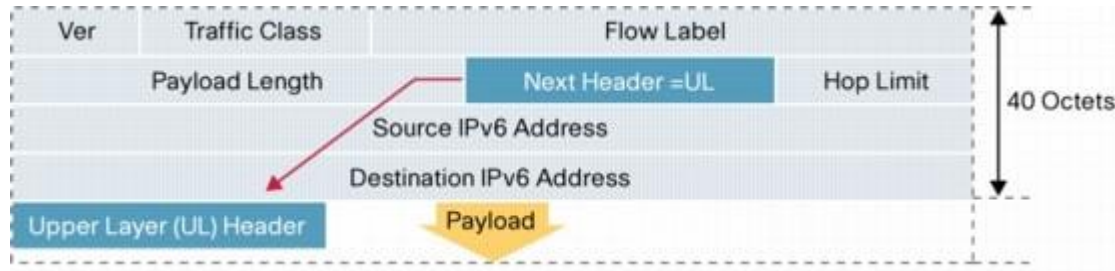 Ver Traffic Class Flow Label
Payload Length Next Header =UL Hop Limit
40 Octets
Source IPv6 Address
Destination IPv6 Address
Upper Layer (UL) Header Payload